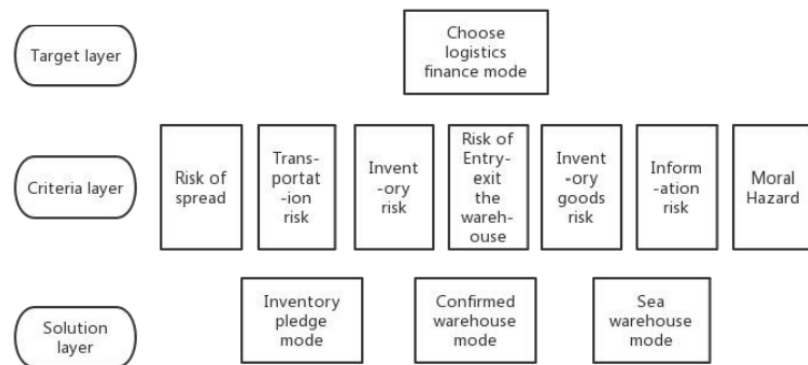 Target layer
Choose
logistics
finance mode
Criteria layer
Risk of
spread
Trans-
portat
-ion
risk
Invent
-ory
risk
Risk of
Entry-
exit
the
wareh-
ouse
Invent
-ory
goods
risk
Inform
-ation
risk
Moral
Hazard
Solution
layer
Inventory
pledge
mode
Confirmed
warehouse
mode
Sea
warehouse
mode